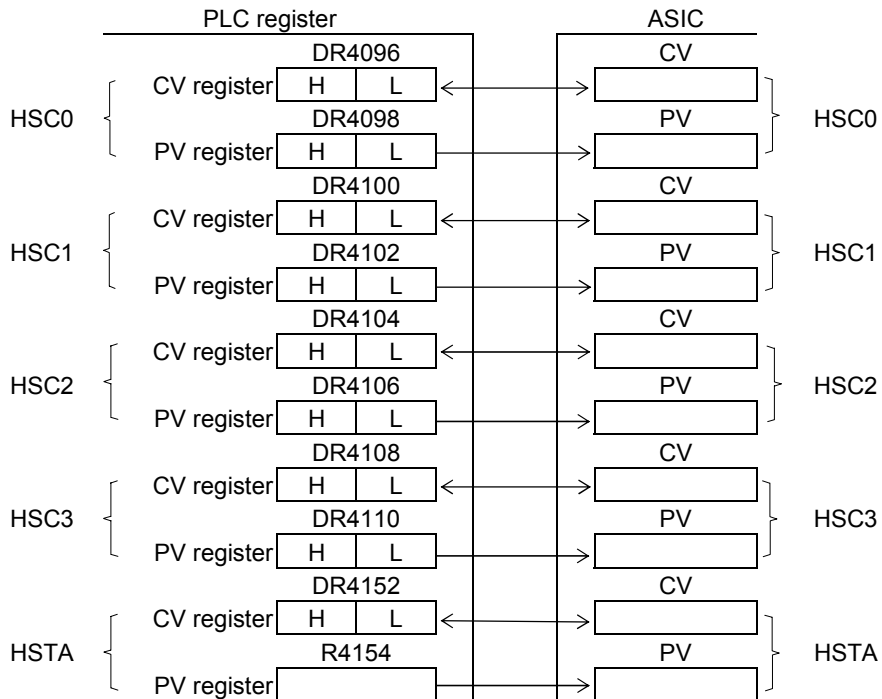 PLC register ASIC
DR4096 CV
CV register H L
HSC0 DR4098 PV HSC0
PV register H L
DR4100 CV
CV register H L
HSC1 DR4102 PV HSC1
PV register H L
DR4104 CV
CV register H L
HSC2 DR4106 PV HSC2
PV register H L
DR4108 CV
CV register H L
HSC3 DR4110 PV HSC3
PV register H L
DR4152 CV
CV register H L
HSTA R4154 PV HSTA
PV register